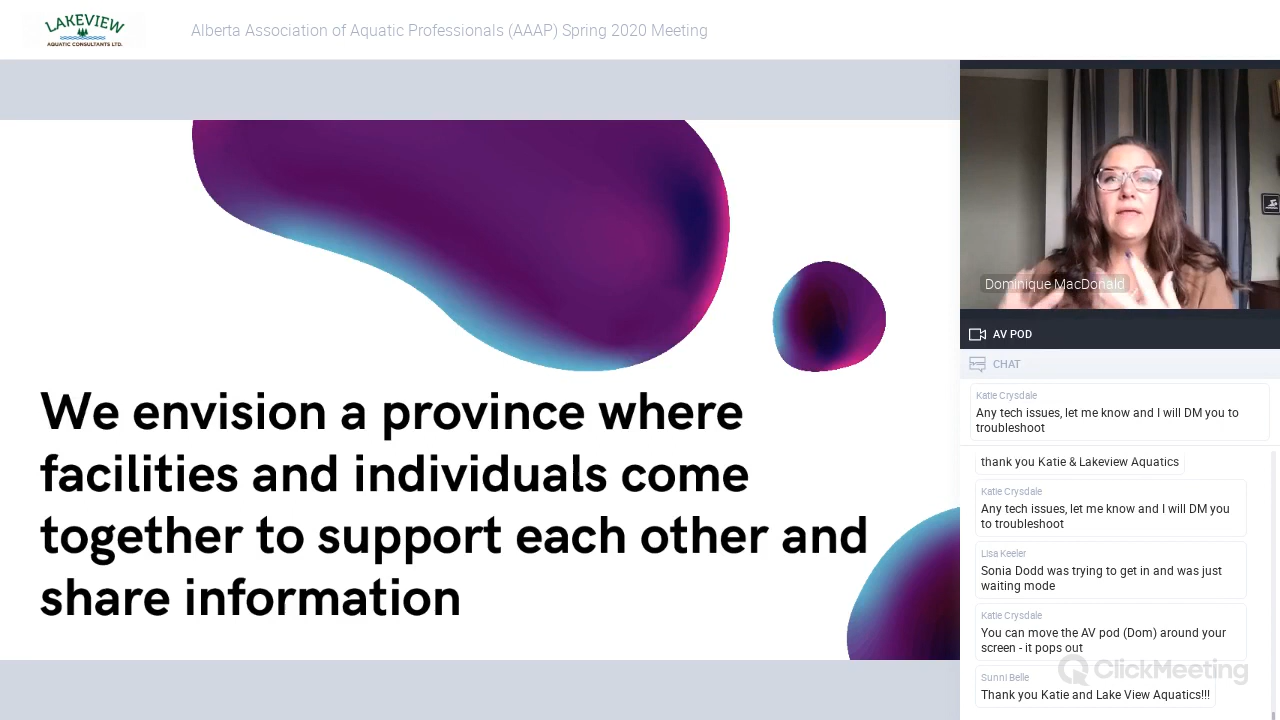 LAKEVIEW
AQUATIC CONSULTANTS LTD.
Alberta Association of Aquatic Professionals (AAAP) Spring 2020 Meeting
We envision a province where
facilities and individuals come
together to support each other and
share information
Dominique MacDonald
AV POD
CHAT
Katie Crysdale
Any tech issues, let me know and I will DM you to
troubleshoot
thank you Katie & Lakeview Aquatics
Katie Crysdale
Any tech issues, let me know and I will DM you
to troubleshoot
Lisa Keeler
Sonia Dodd was trying to get in and was just
waiting mode
Katie Crysdale
You can move the AV pod (Dom) around your
screen - it pops out
ClickMeeting
Sunni Belle
Thank you Katie and Lake View Aquatics!!!